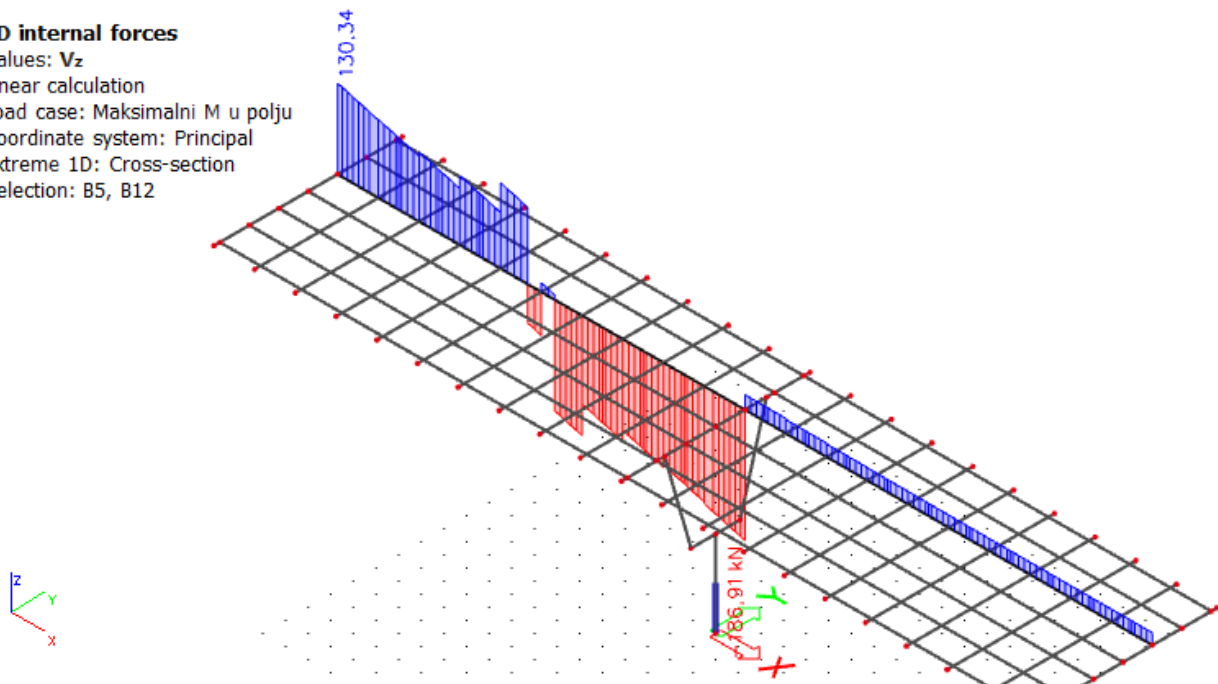 D internal forces
alues: Vz
near calculation
oad case: Maksimalni M u polju
oordinate system: Principal
xtreme 1D: Cross-section
election: B5, B12
130.34
-186.91 kN
Z
Y
X
Y
X